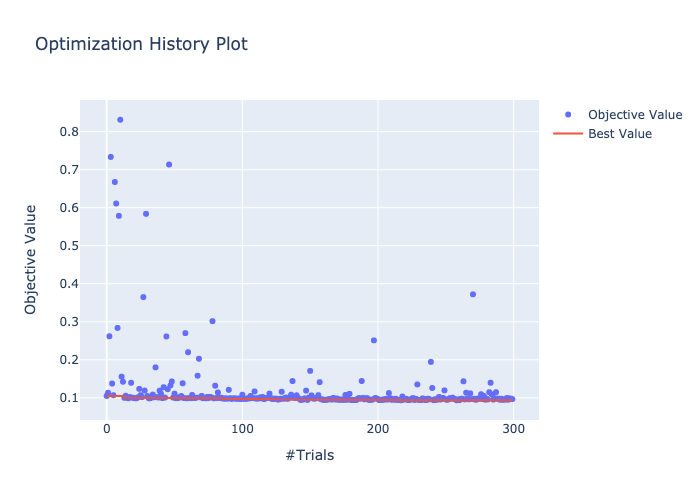 Optimization History Plot
Objective Value
Best Value
0.8
0.7
0.6
0.5
0.4
0.3
0.2
0.1
Objective Value
0
100
200
300
#Trials